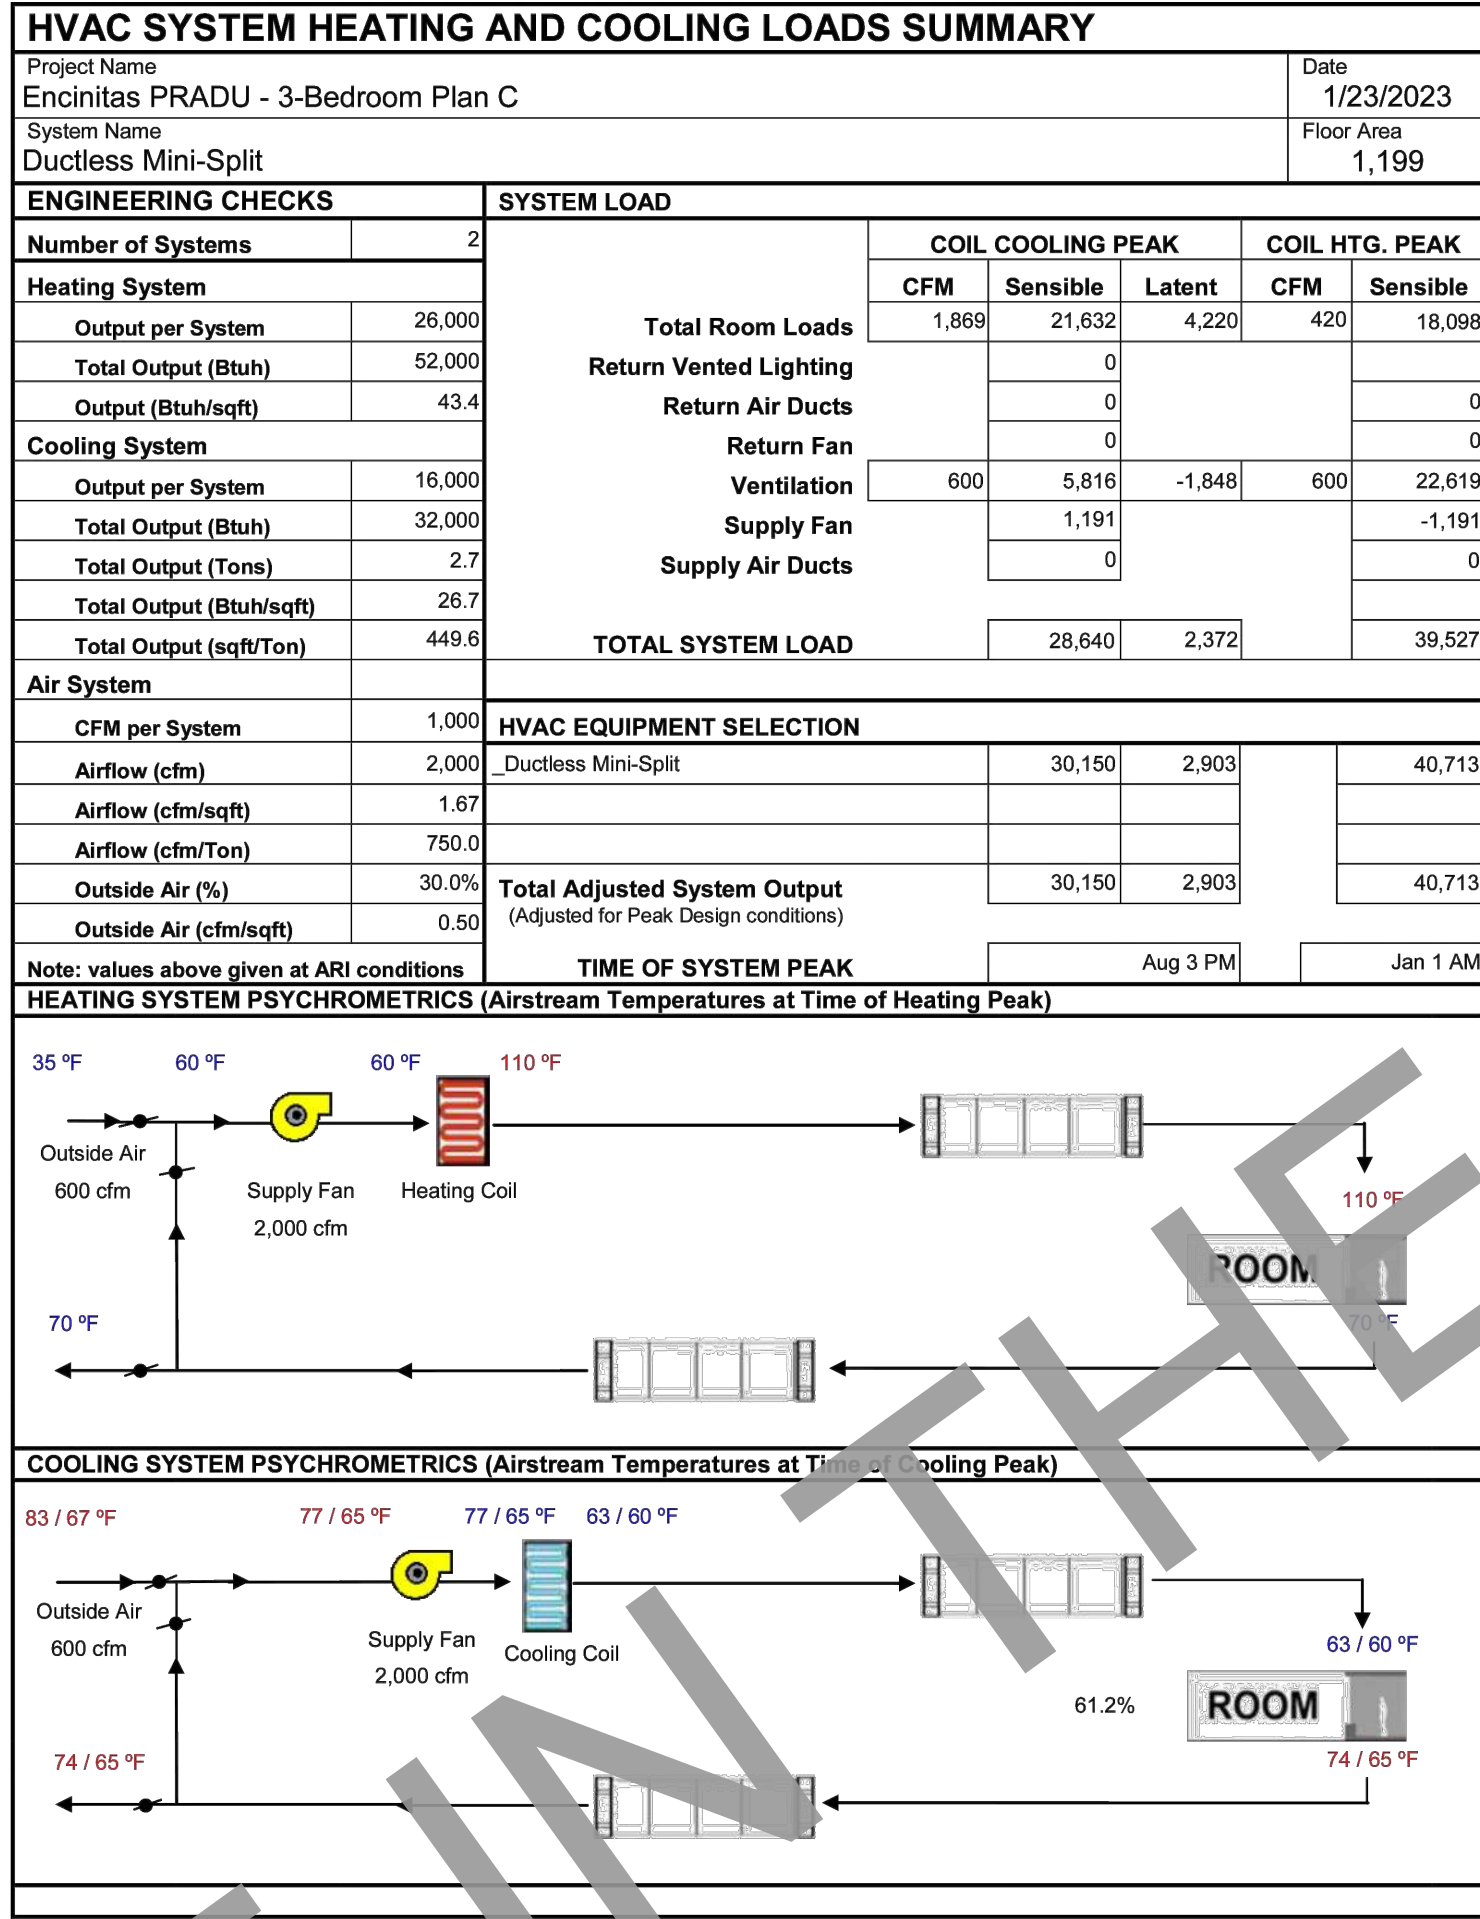 HVAC SYSTEM HEATING AND COOLING LOADS SUMMARY
Project Name
Encinitas PRADU - 3-Bedroom Plan C
Date
1/23/2023
System Name
Ductless Mini-Split
Floor Area
1,199
ENGINEERING CHECKS
Number of Systems 2
Heating System
Output per System 26,000
Total Output (Btuh) 52,000
Output (Btuh/sqft) 43.4
Cooling System
Output per System 16,000
Total Output (Btuh) 32,000
Total Output (Tons) 2.7
Total Output (Btuh/sqft) 26.7
Total Output (sqft/Ton) 449.6
Air System
CFM per System 1,000
Airflow (cfm) 2,000
Airflow (cfm/sqft) 1.67
Airflow (cfm/Ton) 750.0
Outside Air (%) 30.0%
Outside Air (cfm/sqft) 0.50
Note: values above given at ARI conditions
SYSTEM LOAD
COIL COOLING PEAK COIL HTG. PEAK
CFM Sensible Latent CFM Sensible
Total Room Loads 1,869 21,632 4,220 420 18,098
Return Vented Lighting 0
Return Air Ducts 0 0
Return Fan 0 0
Ventilation 600 5,816 -1,848 600 22,619
Supply Fan 1,191 -1,191
Supply Air Ducts 0 0
TOTAL SYSTEM LOAD 28,640 2,372 39,527
HVAC EQUIPMENT SELECTION
_Ductless Mini-Split 30,150 2,903 40,713
Total Adjusted System Output 30,150 2,903 40,713
(Adjusted for Peak Design conditions)
TIME OF SYSTEM PEAK Aug 3 PM Jan 1 AM
HEATING SYSTEM PSYCHROMETRICS (Airstream Temperatures at Time of Heating Peak)
35 ºF 60 ºF 60 ºF 110 ºF
Outside Air
600 cfm
Supply Fan
2,000 cfm
Heating Coil
110 ºF
ROOM
70 ºF
70 ºF
COOLING SYSTEM PSYCHROMETRICS (Airstream Temperatures at Time of Cooling Peak)
83 / 67 ºF 77 / 65 ºF 77 / 65 ºF 63 / 60 ºF
Outside Air
600 cfm
Supply Fan
2,000 cfm
Cooling Coil
63 / 60 ºF
61.2%
ROOM
74 / 65 ºF
74 / 65 ºF
IN THE